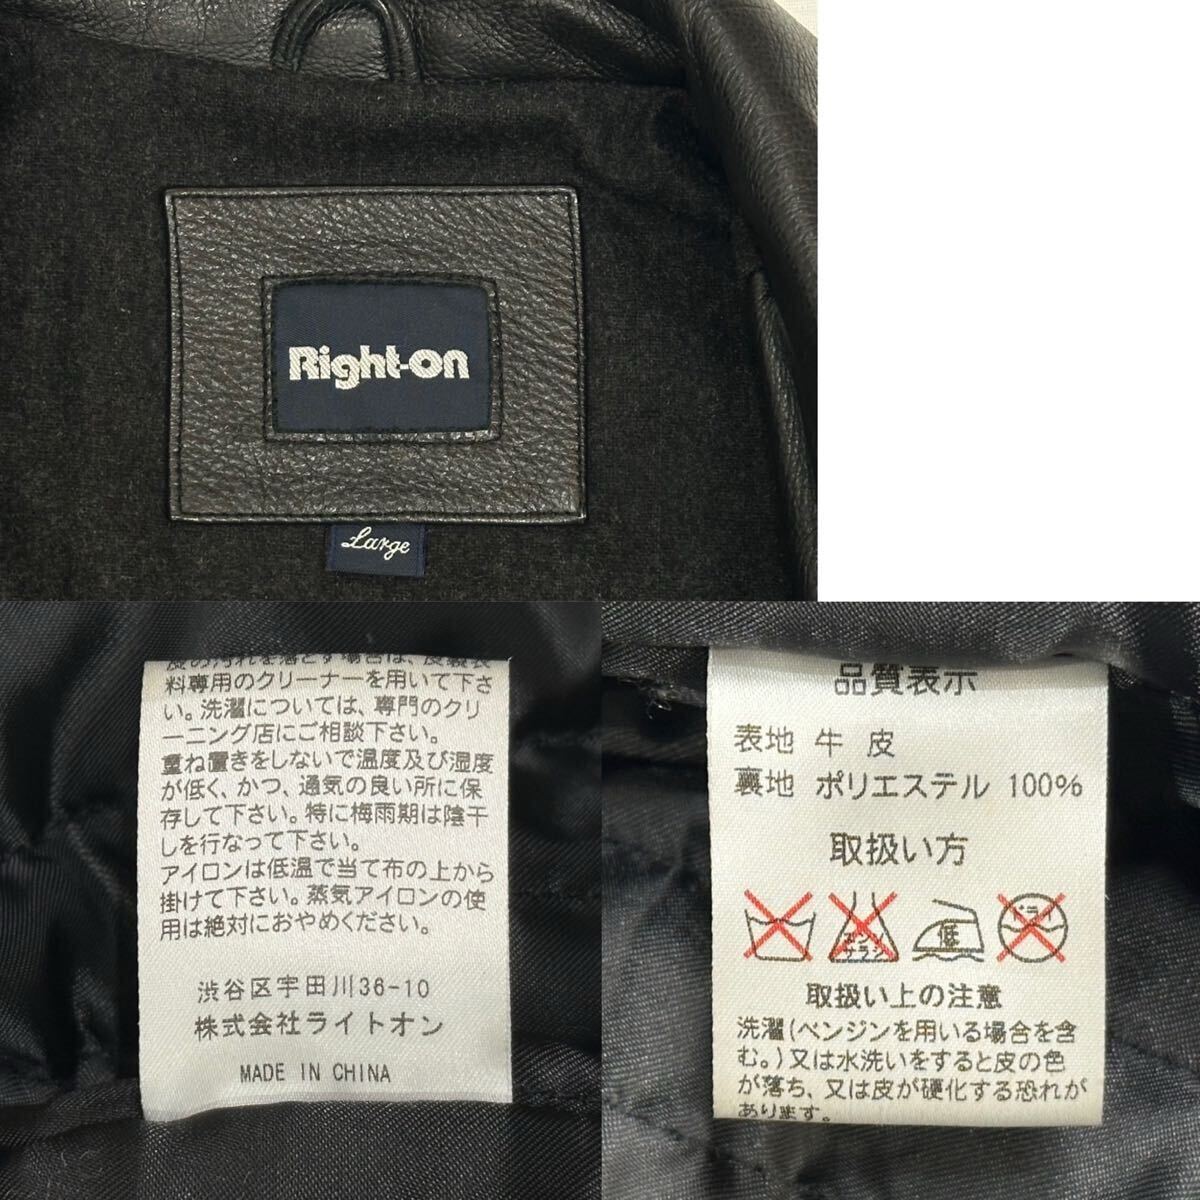 Right-on
Large
皮の汚れを落とす場合は、皮製衣
料専用のクリーナーを用いて下さ
い。洗濯については、専門のクリ
ーニング店にご相談下さい。
重ね置きをしないで温度及び湿度
が低く、かつ、通気の良い所に保
存して下さい。特に梅雨期は陰干
しを行なって下さい。
アイロンは低温で当て布の上から
掛けて下さい。蒸気アイロンの使
用は絶対におやめください。
渋谷区宇田川36-10
株式会社ライトオン
MADE IN CHINA
品質表示
表地 牛 皮
裏地 ポリエステル 100%
取扱い方
エンソ サラシ 低 ドライ
取扱い上の注意
洗濯(ベンジンを用いる場合を含
む。)又は水洗いをすると皮の色
が落ち、又は皮が硬化する恐れが
あります。